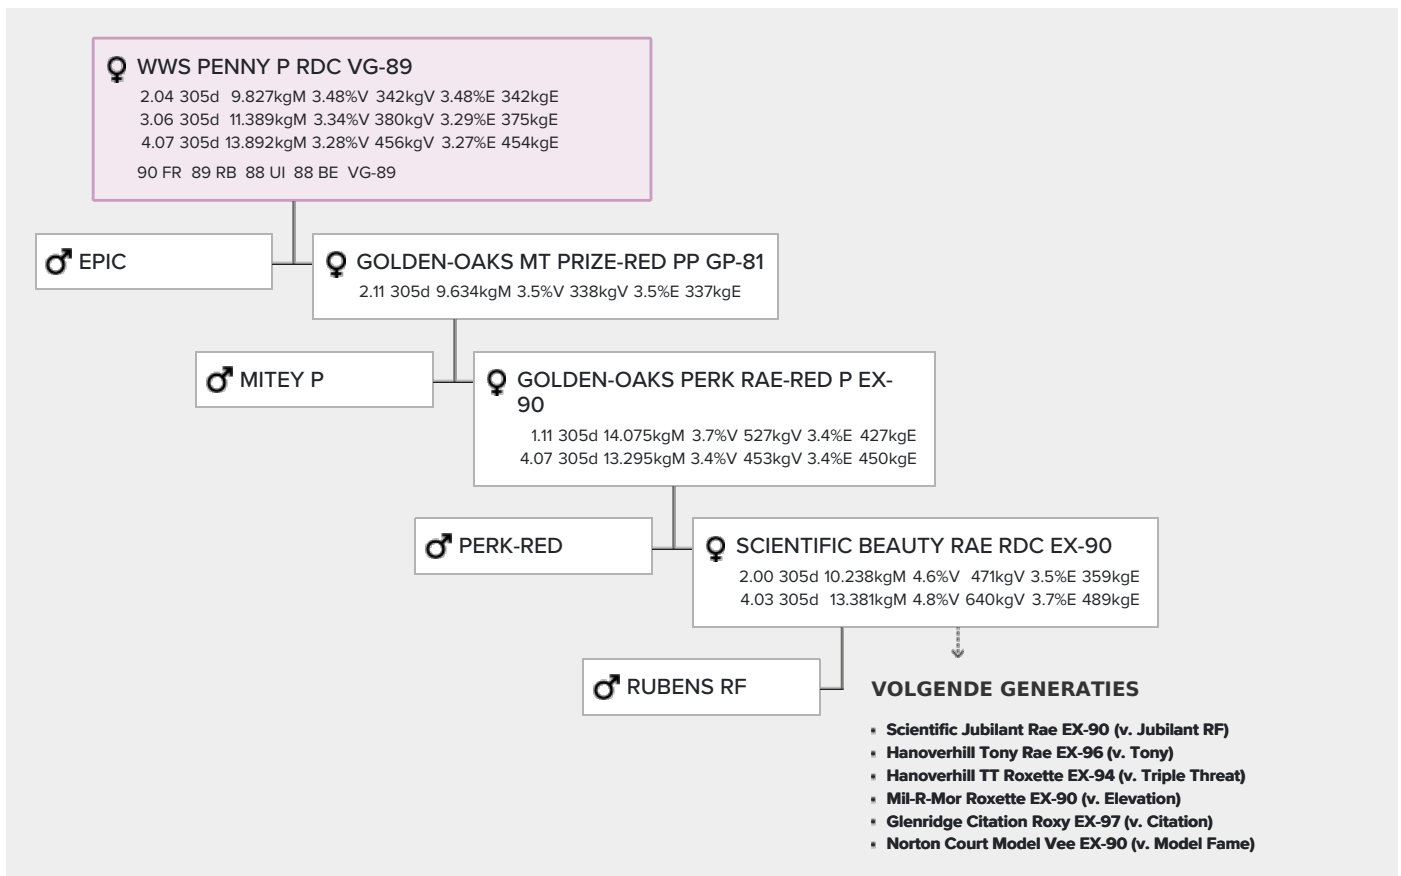 WWS PENNY P RDC VG-89
2.04 305d 9.827kgM 3.48%V 342kgV 3.48%E 342kgE
3.06 305d 11.389kgM 3.34%V 380kgV 3.29%E 375kgE
4.07 305d 13.892kgM 3.28%V 456kgV 3.27%E 454kgE
90 FR 89 RB 88 UI 88 BE VG-89
EPIC
GOLDEN-OAKS MT PRIZE-RED PP GP-81
2.11 305d 9.634kgM 3.5%V 338kgV 3.5%E 337kgE
MITEY P
GOLDEN-OAKS PERK RAE-RED P EX-
90
1.11 305d 14.075kgM 3.7%V 527kgV 3.4%E 427kgE
4.07 305d 13.295kgM 3.4%V 453kgV 3.4%E 450kgE
PERK-RED
SCIENTIFIC BEAUTY RAE RDC EX-90
2.00 305d 10.238kgM 4.6%V 471kgV 3.5%E 359kgE
4.03 305d 13.381kgM 4.8%V 640kgV 3.7%E 489kgE
RUBENS RF
VOLGENDE GENERATIES
Scientific Jubilant Rae EX-90 (v. Jubilant RF)
Hanoverhill Tony Rae EX-96 (v. Tony)
Hanoverhill TT Roxette EX-94 (v. Triple Threat)
Mil-R-Mor Roxette EX-90 (v. Elevation)
Glenridge Citation Roxy EX-97 (v. Citation)
Norton Court Model Vee EX-90 (v. Model Fame)